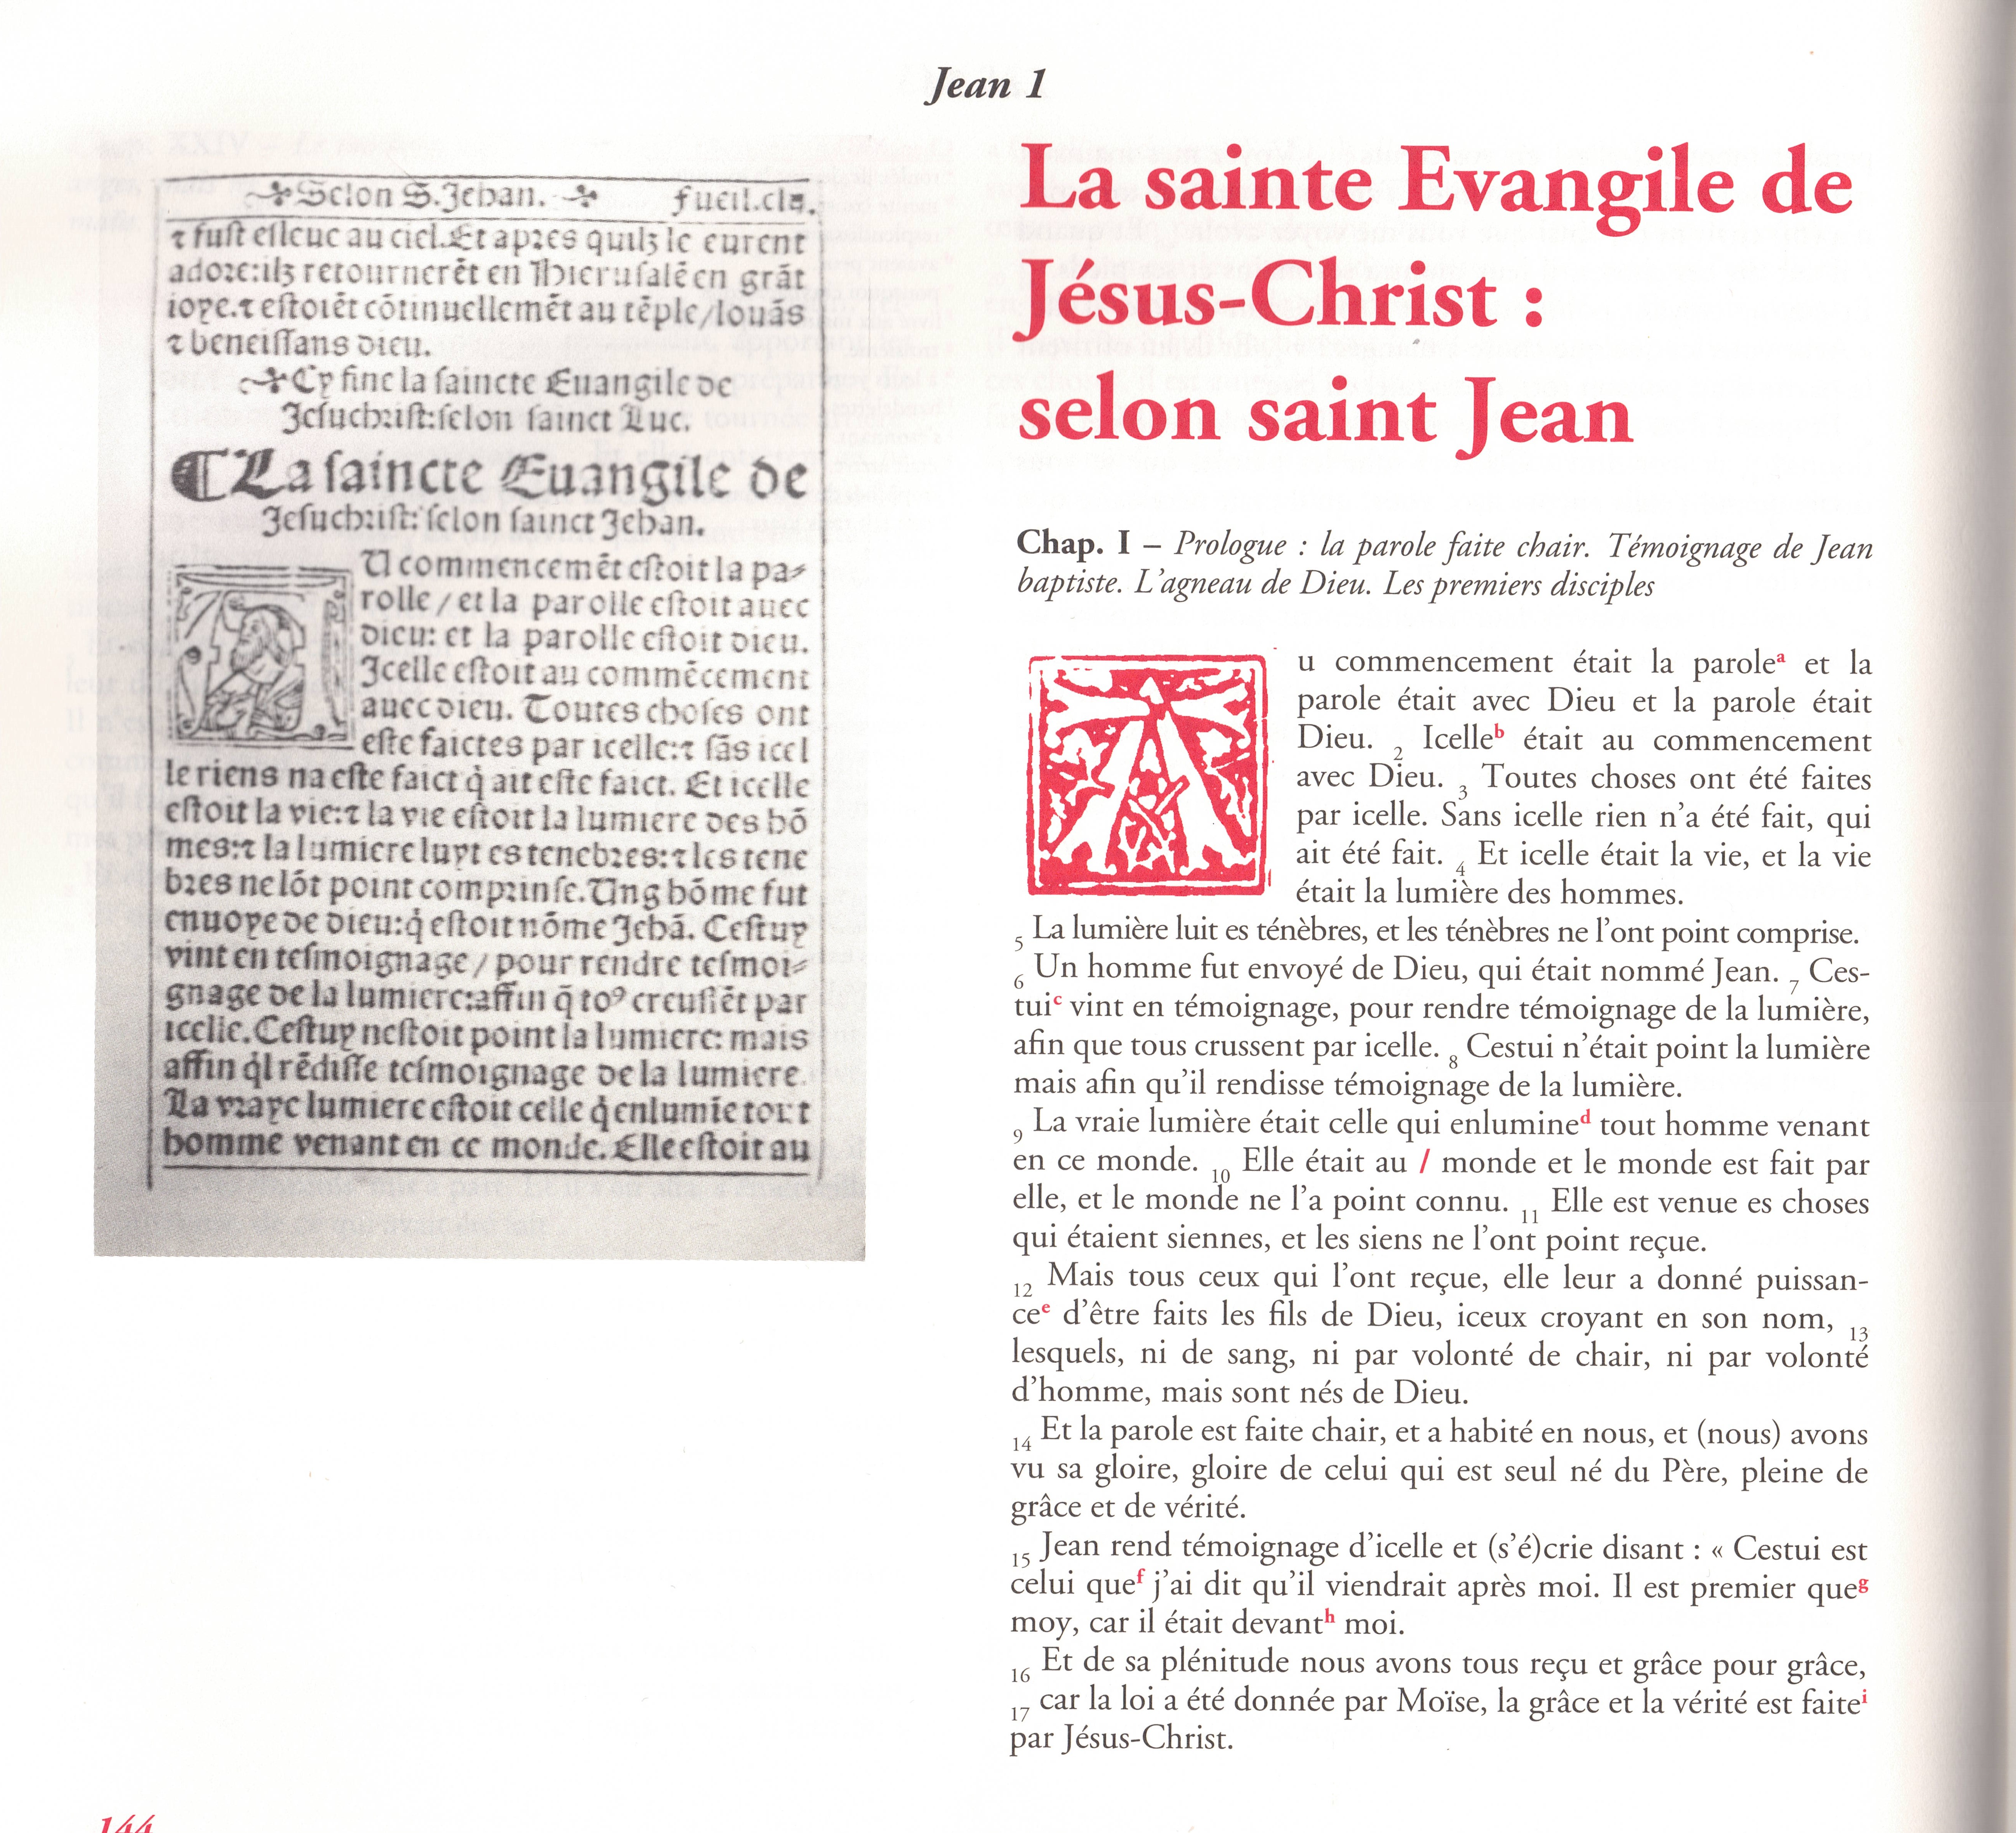 Jean 1
Selon S.Jehan. fueil.clq.
⁊ fust esleue au ciel.Et apres quilz le eurent
adore:ilz retournerēt en Hierusalē en grāt
ioye.⁊ estoiēt cōtinuellemēt au tēple/louās
⁊ beneissans dieu.
Cy fine la saincte Euangile de
Jesuchrist:selon sainct Luc.
¶La saincte Euangile de
Jesuchrist: selon sainct Jehan.
AU commencemēt estoit la pa⸗
rolle / et la parolle estoit auec
dieu: et la parolle estoit dieu.
Icelle estoit au commēcement
auec dieu. Toutes choses ont
este faictes par icelle:⁊ sās icel
le riens na este faict q̇ ait este faict. Et icelle
estoit la vie:⁊ la vie estoit la lumiere des hō
mes:⁊ la lumiere luyt es tenebres:⁊ les tene
bres ne lōt point comprinse.Ung hōme fut
enuoye de dieu:q̇ estoit nōme Jehā. Cestuy
vint en tesmoignage / pour rendre tesmoi⸗
gnage de la lumiere:affin q̄ to⁹ creussēt par
icelle.Cestuy nestoit point la lumiere: mais
affin q̇l rēdisse tesmoignage de la lumiere.
La vraye lumiere estoit celle q̇ enlumīe tout
homme venant en ce monde. Elle estoit au
La sainte Evangile de
Jésus-Christ :
selon saint Jean
Chap. I – Prologue : la parole faite chair. Témoignage de Jean
baptiste. L'agneau de Dieu. Les premiers disciples
Au commencement était la parole a et la
parole était avec Dieu et la parole était
Dieu. 2 Icelle b était au commencement
avec Dieu. 3 Toutes choses ont été faites
par icelle. Sans icelle rien n'a été fait, qui
ait été fait. 4 Et icelle était la vie, et la vie
était la lumière des hommes.
5 La lumière luit es ténèbres, et les ténèbres ne l'ont point comprise.
6 Un homme fut envoyé de Dieu, qui était nommé Jean. 7 Ces-
tui c vint en témoignage, pour rendre témoignage de la lumière,
afin que tous crussent par icelle. 8 Cestui n'était point la lumière
mais afin qu'il rendisse témoignage de la lumière.
9 La vraie lumière était celle qui enlumine d tout homme venant
en ce monde. 10 Elle était au / monde et le monde est fait par
elle, et le monde ne l'a point connu. 11 Elle est venue es choses
qui étaient siennes, et les siens ne l'ont point reçue.
12 Mais tous ceux qui l'ont reçue, elle leur a donné puissan-
ce e d'être faits les fils de Dieu, iceux croyant en son nom, 13
lesquels, ni de sang, ni par volonté de chair, ni par volonté
d'homme, mais sont nés de Dieu.
14 Et la parole est faite chair, et a habité en nous, et (nous) avons
vu sa gloire, gloire de celui qui est seul né du Père, pleine de
grâce et de vérité.
15 Jean rend témoignage d'icelle et (s'é)crie disant : « Cestui est
celui que f j'ai dit qu'il viendrait après moi. Il est premier que g
moy, car il était devant h moi.
16 Et de sa plénitude nous avons tous reçu et grâce pour grâce,
17 car la loi a été donnée par Moïse, la grâce et la vérité est faite i
par Jésus-Christ.
144